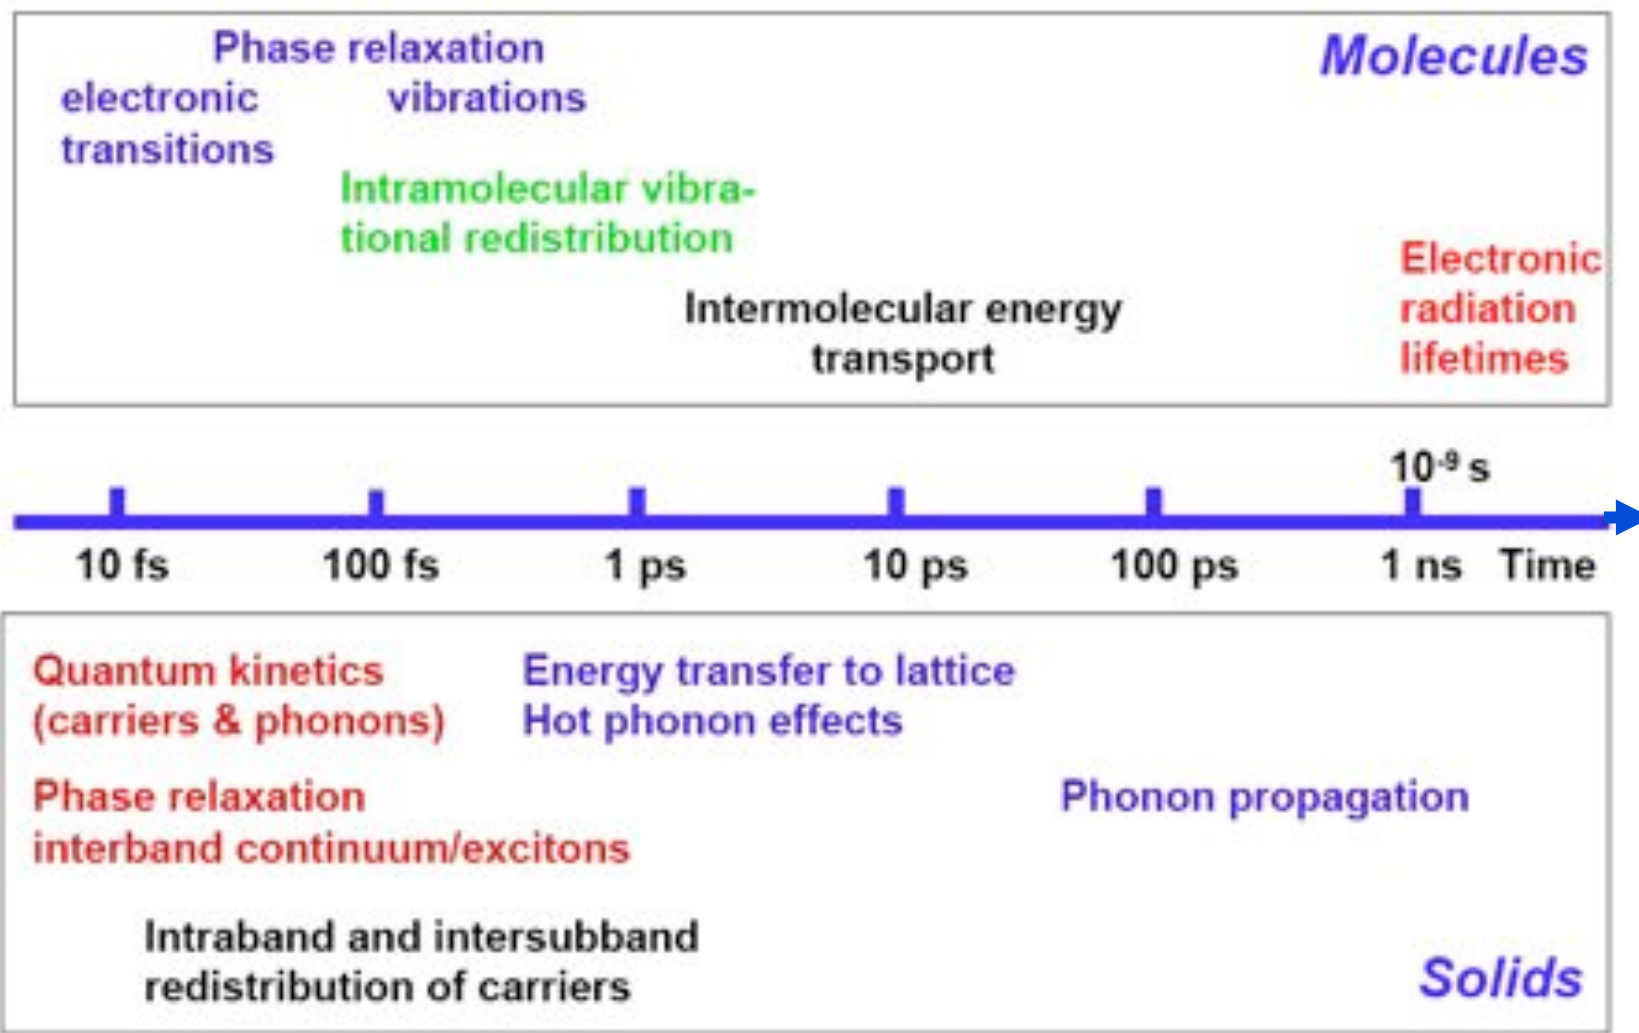 Phase relaxation
Molecules
electronic vibrations
transitions
Intramolecular vibra-
tional redistribution
Electronic
radiation
lifetimes
Intermolecular energy
transport
10⁻⁹ s
10 fs 100 fs 1 ps 10 ps 100 ps 1 ns Time
Quantum kinetics
(carriers & phonons)
Energy transfer to lattice
Hot phonon effects
Phase relaxation
interband continuum/excitons
Phonon propagation
Intraband and intersubband
redistribution of carriers
Solids